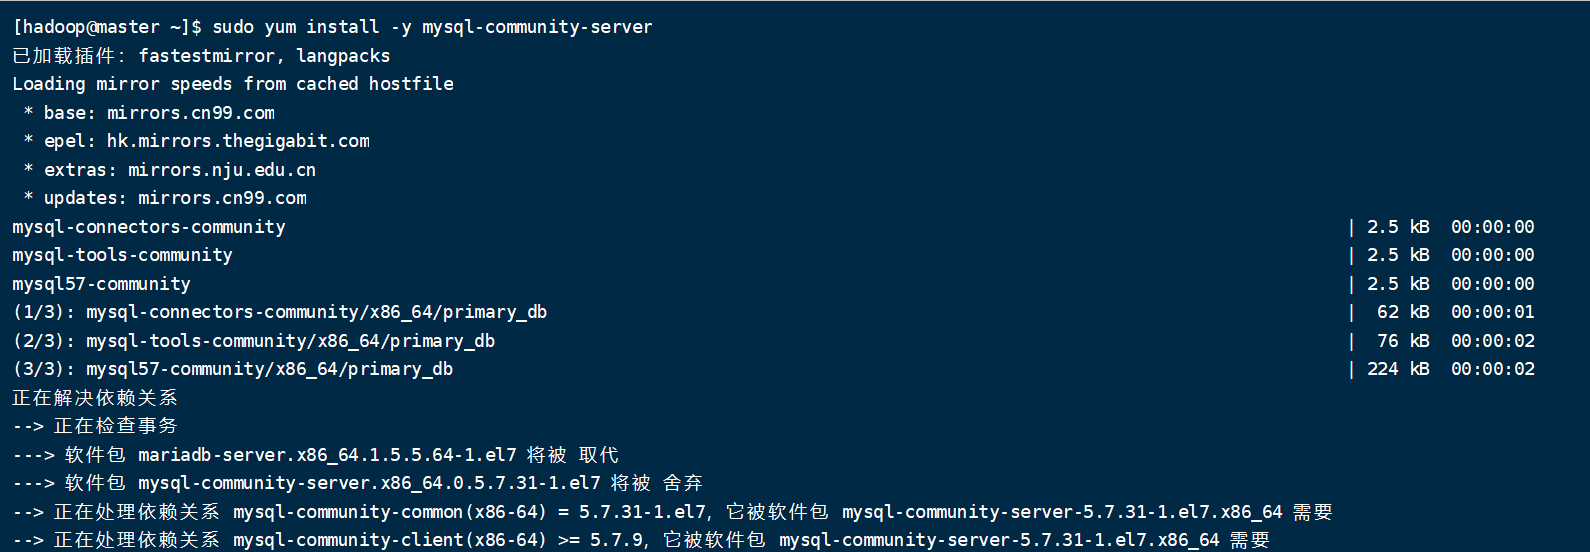 [hadoop@master ~]$ sudo yum install -y mysql-community-server
已加载插件：fastestmirror, langpacks
Loading mirror speeds from cached hostfile
 * base: mirrors.cn99.com
 * epel: hk.mirrors.thegigabit.com
 * extras: mirrors.nju.edu.cn
 * updates: mirrors.cn99.com
mysql-connectors-community | 2.5 kB 00:00:00
mysql-tools-community | 2.5 kB 00:00:00
mysql57-community | 2.5 kB 00:00:00
(1/3): mysql-connectors-community/x86_64/primary_db | 62 kB 00:00:01
(2/3): mysql-tools-community/x86_64/primary_db | 76 kB 00:00:02
(3/3): mysql57-community/x86_64/primary_db | 224 kB 00:00:02
正在解决依赖关系
--> 正在检查事务
---> 软件包 mariadb-server.x86_64.1.5.5.64-1.el7 将被 取代
---> 软件包 mysql-community-server.x86_64.0.5.7.31-1.el7 将被 舍弃
--> 正在处理依赖关系 mysql-community-common(x86-64) = 5.7.31-1.el7，它被软件包 mysql-community-server-5.7.31-1.el7.x86_64 需要
--> 正在处理依赖关系 mysql-community-client(x86-64) >= 5.7.9，它被软件包 mysql-community-server-5.7.31-1.el7.x86_64 需要